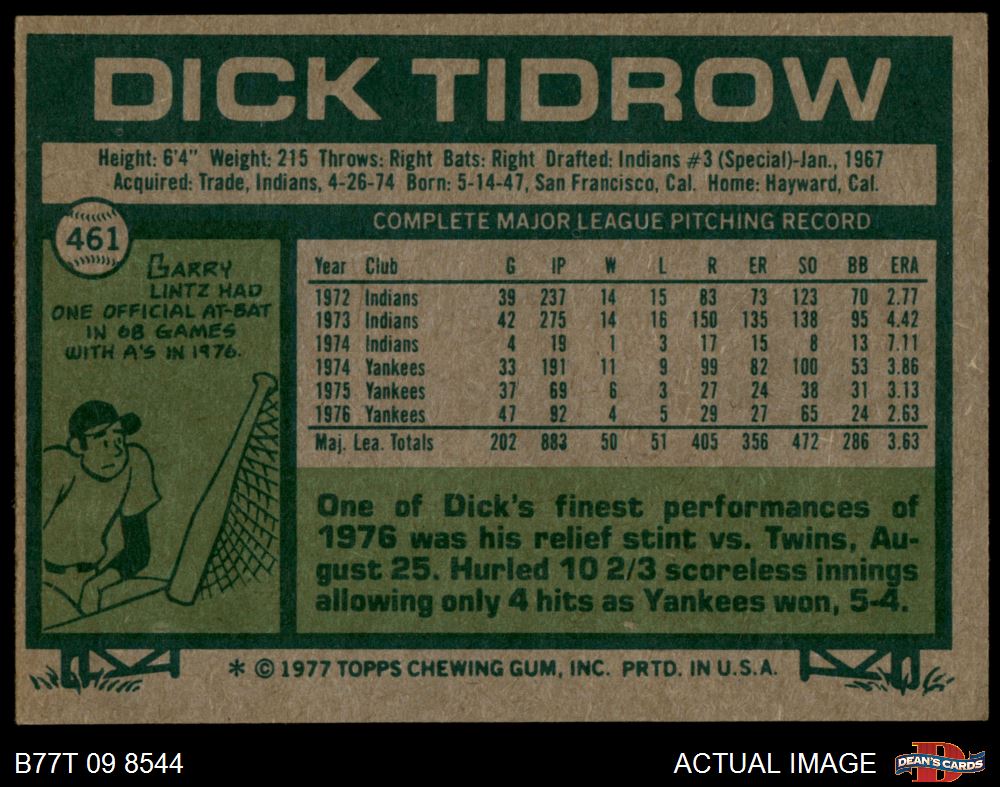 DICK TIDROW
Height: 6'4" Weight: 215 Throws: Right Bats: Right Drafted: Indians #3 (Special)-Jan., 1967
Acquired: Trade, Indians, 4-26-74 Born: 5-14-47, San Francisco, Cal. Home: Hayward, Cal.
461
GARRY
LINTZ HAD
ONE OFFICIAL AT-BAT
IN 68 GAMES
WITH A'S IN 1976.
COMPLETE MAJOR LEAGUE PITCHING RECORD
Year Club G IP W L R ER SO BB ERA
1972 Indians 39 237 14 15 83 73 123 70 2.77
1973 Indians 42 275 14 16 150 135 138 95 4.42
1974 Indians 4 19 1 3 17 15 8 13 7.11
1974 Yankees 33 191 11 9 99 82 100 53 3.86
1975 Yankees 37 69 6 3 27 24 38 31 3.13
1976 Yankees 47 92 4 5 29 27 65 24 2.63
Maj. Lea. Totals 202 883 50 51 405 356 472 286 3.63
One of Dick's finest performances of
1976 was his relief stint vs. Twins, Au-
gust 25. Hurled 10 2/3 scoreless innings
allowing only 4 hits as Yankees won, 5-4.
* © 1977 TOPPS CHEWING GUM, INC. PRTD. IN U.S.A.
B77T 09 8544
ACTUAL IMAGE
DEAN'S CARDS